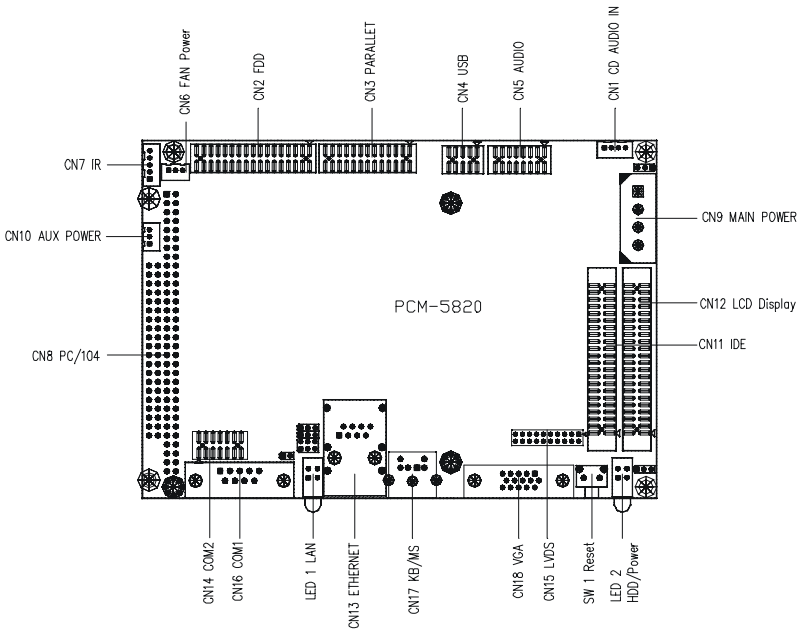 CN6 FAN Power
CN2 FDD
CN3 PARALLET
CN4 USB
CN5 AUDIO
CN1 CD AUDIO IN
CN7 IR
CN10 AUX POWER
CN8 PC/104
PCM-5820
CN9 MAIN POWER
CN12 LCD Display
CN11 IDE
CN14 COM2
CN16 COM1
LED 1 LAN
CN13 ETHERNET
CN17 KB/MS
CN18 VGA
CN15 LVDS
SW 1 Reset
LED 2
HDD/Power